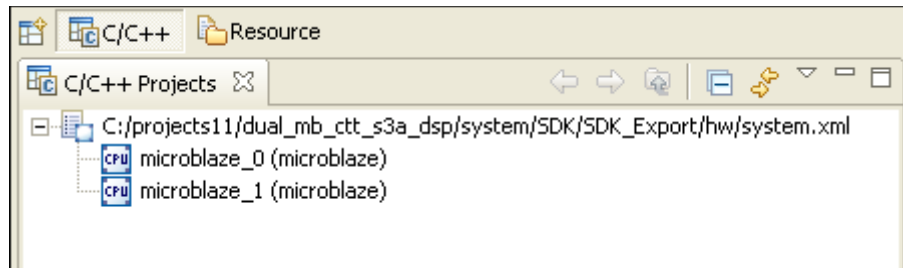 C/C++ Resource
C/C++ Projects
C:/projects11/dual_mb_ctt_s3a_dsp/system/SDK/SDK_Export/hw/system.xml
CPU microblaze_0 (microblaze)
CPU microblaze_1 (microblaze)